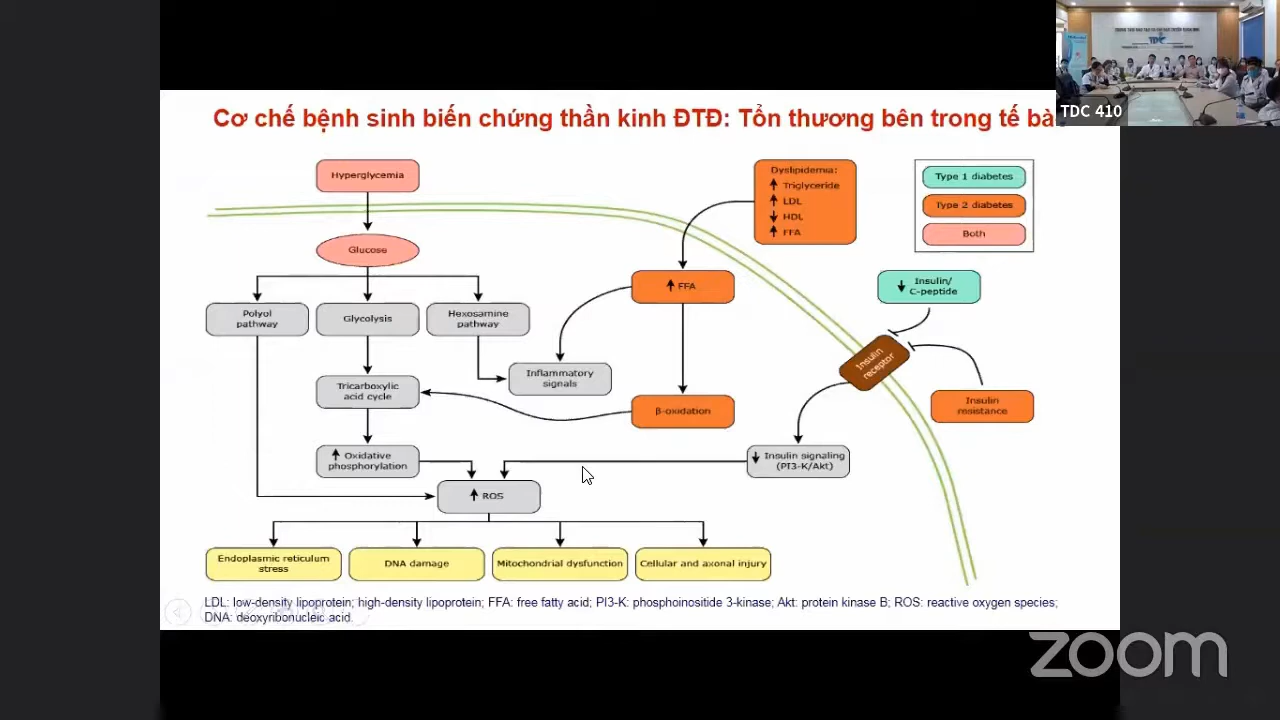 TDC
TDC 410
Cơ chế bệnh sinh biến chứng thần kinh ĐTĐ: Tổn thương bên trong tế bà
Hyperglycemia
Dyslipidemia:
↑ Triglyceride
↑ LDL
↓ HDL
↑ FFA
Type 1 diabetes
Type 2 diabetes
Both
Glucose
↑ FFA
↓ Insulin/
C-peptide
Polyol
pathway
Glycolysis
Hexosamine
pathway
Insulin
receptor
Inflammatory
signals
Tricarboxylic
acid cycle
β-oxidation
Insulin
resistance
↑ Oxidative
phosphorylation
↓ Insulin signaling
(PI3-K/Akt)
↑ ROS
Endoplasmic reticulum
stress
DNA damage
Mitochondrial dysfunction
Cellular and axonal injury
LDL: low-density lipoprotein; high-density lipoprotein; FFA: free fatty acid; PI3-K: phosphoinositide 3-kinase; Akt: protein kinase B; ROS: reactive oxygen species;
DNA: deoxyribonucleic acid.
zoom